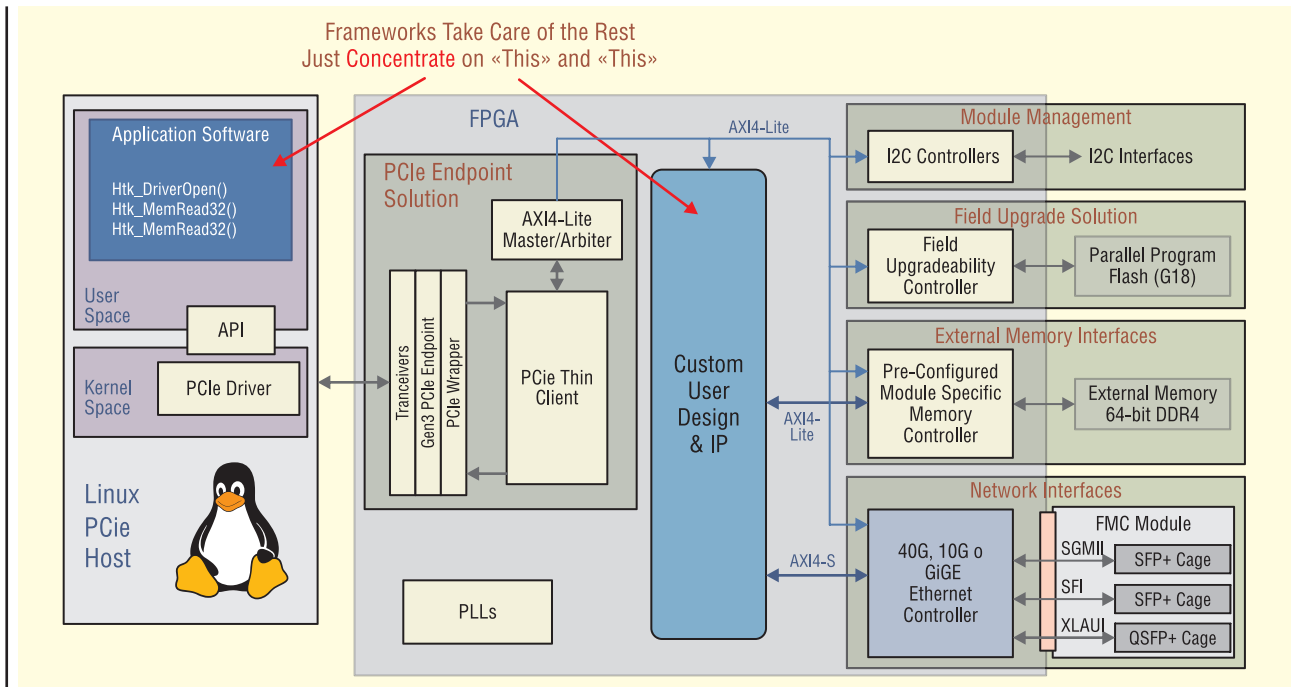 Frameworks Take Care of the Rest
Just Concentrate on «This» and «This»
Application Software
Htk_DriverOpen()
Htk_MemRead32()
Htk_MemRead32()
User
Space
API
Kernel
Space
PCIe Driver
Linux
PCie
Host
FPGA
PCIe Endpoint
Solution
AXI4-Lite
Master/Arbiter
Tranceivers
Gen3 PCIe Endpoint
PCIe Wrapper
PCie Thin
Client
PLLs
AXI4-Lite
Custom
User
Design
& IP
AXI4-
Lite
AXI4-S
Module Management
I2C Controllers
I2C Interfaces
Field Upgrade Solution
Field
Upgradeability
Controller
Parallel Program
Flash (G18)
External Memory Interfaces
Pre-Configured
Module Specific
Memory
Controller
External Memory
64-bit DDR4
Network Interfaces
40G, 10G o
GiGE
Ethernet
Controller
FMC Module
SGMII
SFP+ Cage
SFI
SFP+ Cage
XLAUI
QSFP+ Cage